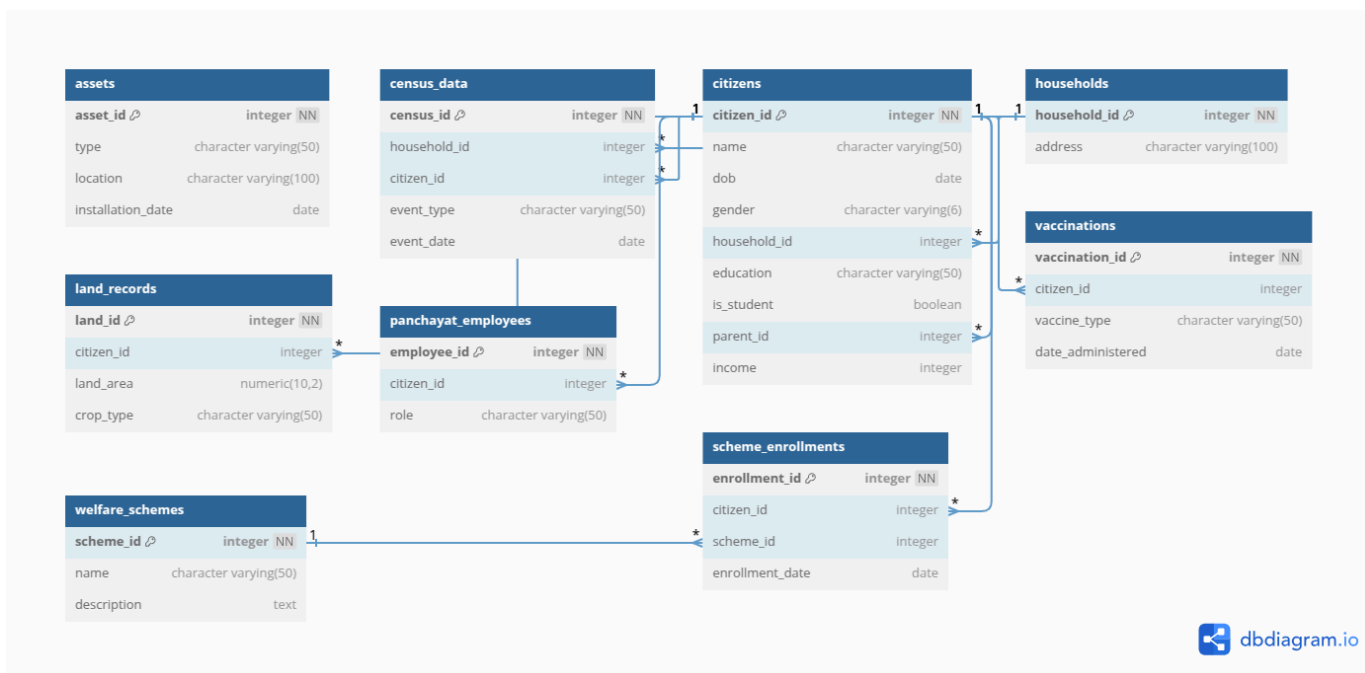 assets
asset_id integer NN
type character varying(50)
location character varying(100)
installation_date date
census_data
census_id integer NN
household_id integer
citizen_id integer
event_type character varying(50)
event_date date
citizens
citizen_id integer NN
name character varying(50)
dob date
gender character varying(6)
household_id integer
education character varying(50)
is_student boolean
parent_id integer
income integer
households
household_id integer NN
address character varying(100)
vaccinations
vaccination_id integer NN
citizen_id integer
vaccine_type character varying(50)
date_administered date
land_records
land_id integer NN
citizen_id integer
land_area numeric(10,2)
crop_type character varying(50)
panchayat_employees
employee_id integer NN
citizen_id integer
role character varying(50)
scheme_enrollments
enrollment_id integer NN
citizen_id integer
scheme_id integer
enrollment_date date
welfare_schemes
scheme_id integer NN
name character varying(50)
description text
1
*
*
1
1
*
*
*
*
*
*
1
*
dbdiagram.io